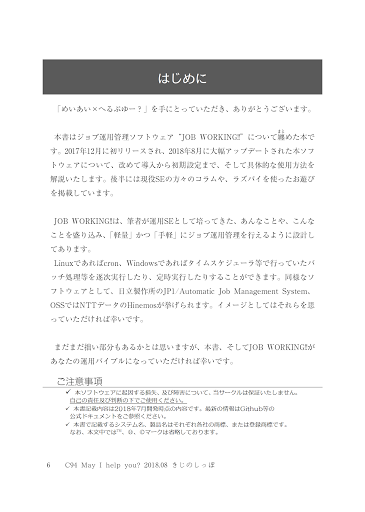 はじめに
「めいあい×へるぷゆー？」を手にとっていただき、ありがとうございます。
本書はジョブ運用管理ソフトウェア "JOB WORKING!" について纏めた本で
す。2017年12月に初リリースされ、2018年8月に大幅アップデートされた本ソフ
トウェアについて、改めて導入から初期設定まで、そして具体的な使用方法を
解説いたします。後半には現役SEの方々のコラムや、ラズパイを使ったお遊び
を掲載しています。
JOB WORKING!は、筆者が運用SEとして培ってきた、あんなことや、こんな
ことを盛り込み、「軽量」かつ「手軽」にジョブ運用管理を行えるように設計し
てあります。
Linuxであればcron、Windowsであればタイムスケジューラ等で行っていたバ
ッチ処理等を逐次実行したり、定時実行したりすることができます。同様なソ
フトウェアとして、日立製作所のJP1/Automatic Job Management System、
OSSではNTTデータのHinemosが挙げられます。イメージとしてはそれらを思
っていただければ幸いです。
まだまだ拙い部分もあるかとは思いますが、本書、そしてJOB WORKING!が
あなたの運用バイブルになっていただければ幸いです。
ご注意事項
✓ 本ソフトウェアに起因する損失、及び障害について、当サークルは保証いたしません。
自己の責任及び判断の下でご使用ください。
✓ 本書記載内容は2018年7月開発時点の内容です。最新の情報はGithub等の
公式ドキュメントをご参照ください。
✓ 本書で記載するシステム名、製品名はそれぞれ各社の商標、または登録商標です。
なお、本文中では™、®、©マークは省略しております。
6 C94 May I help you? 2018.08 きじのしっぽ